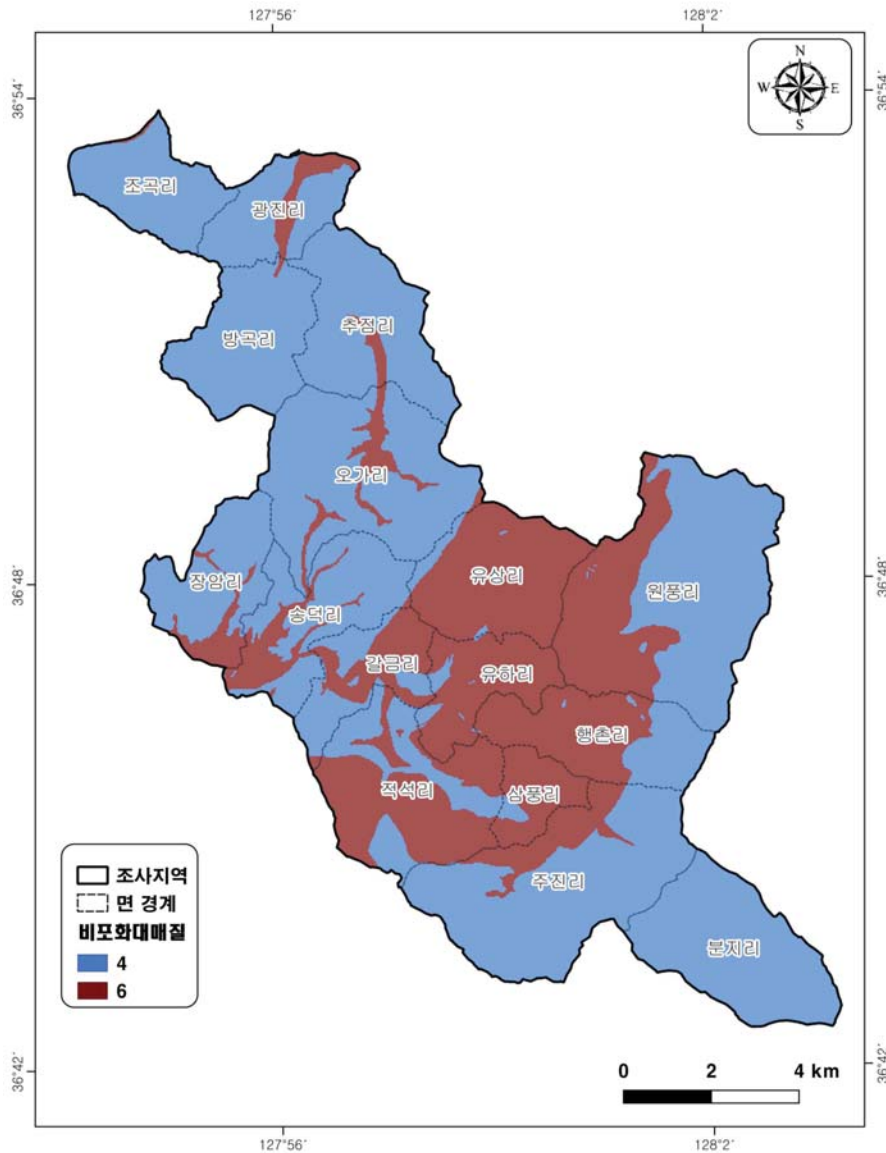 127°56´
128°2´
36°54´
36°54´
N
W
E
S
조곡리
광진리
방곡리
추점리
오가리
장암리
송덕리
유상리
원풍리
갈금리
유하리
행촌리
적석리
삼풍리
주진리
분지리
36°48´
36°48´
조사지역
면 경계
비포화대매질
4
6
0
2
4 km
36°42´
36°42´
127°56´
128°2´